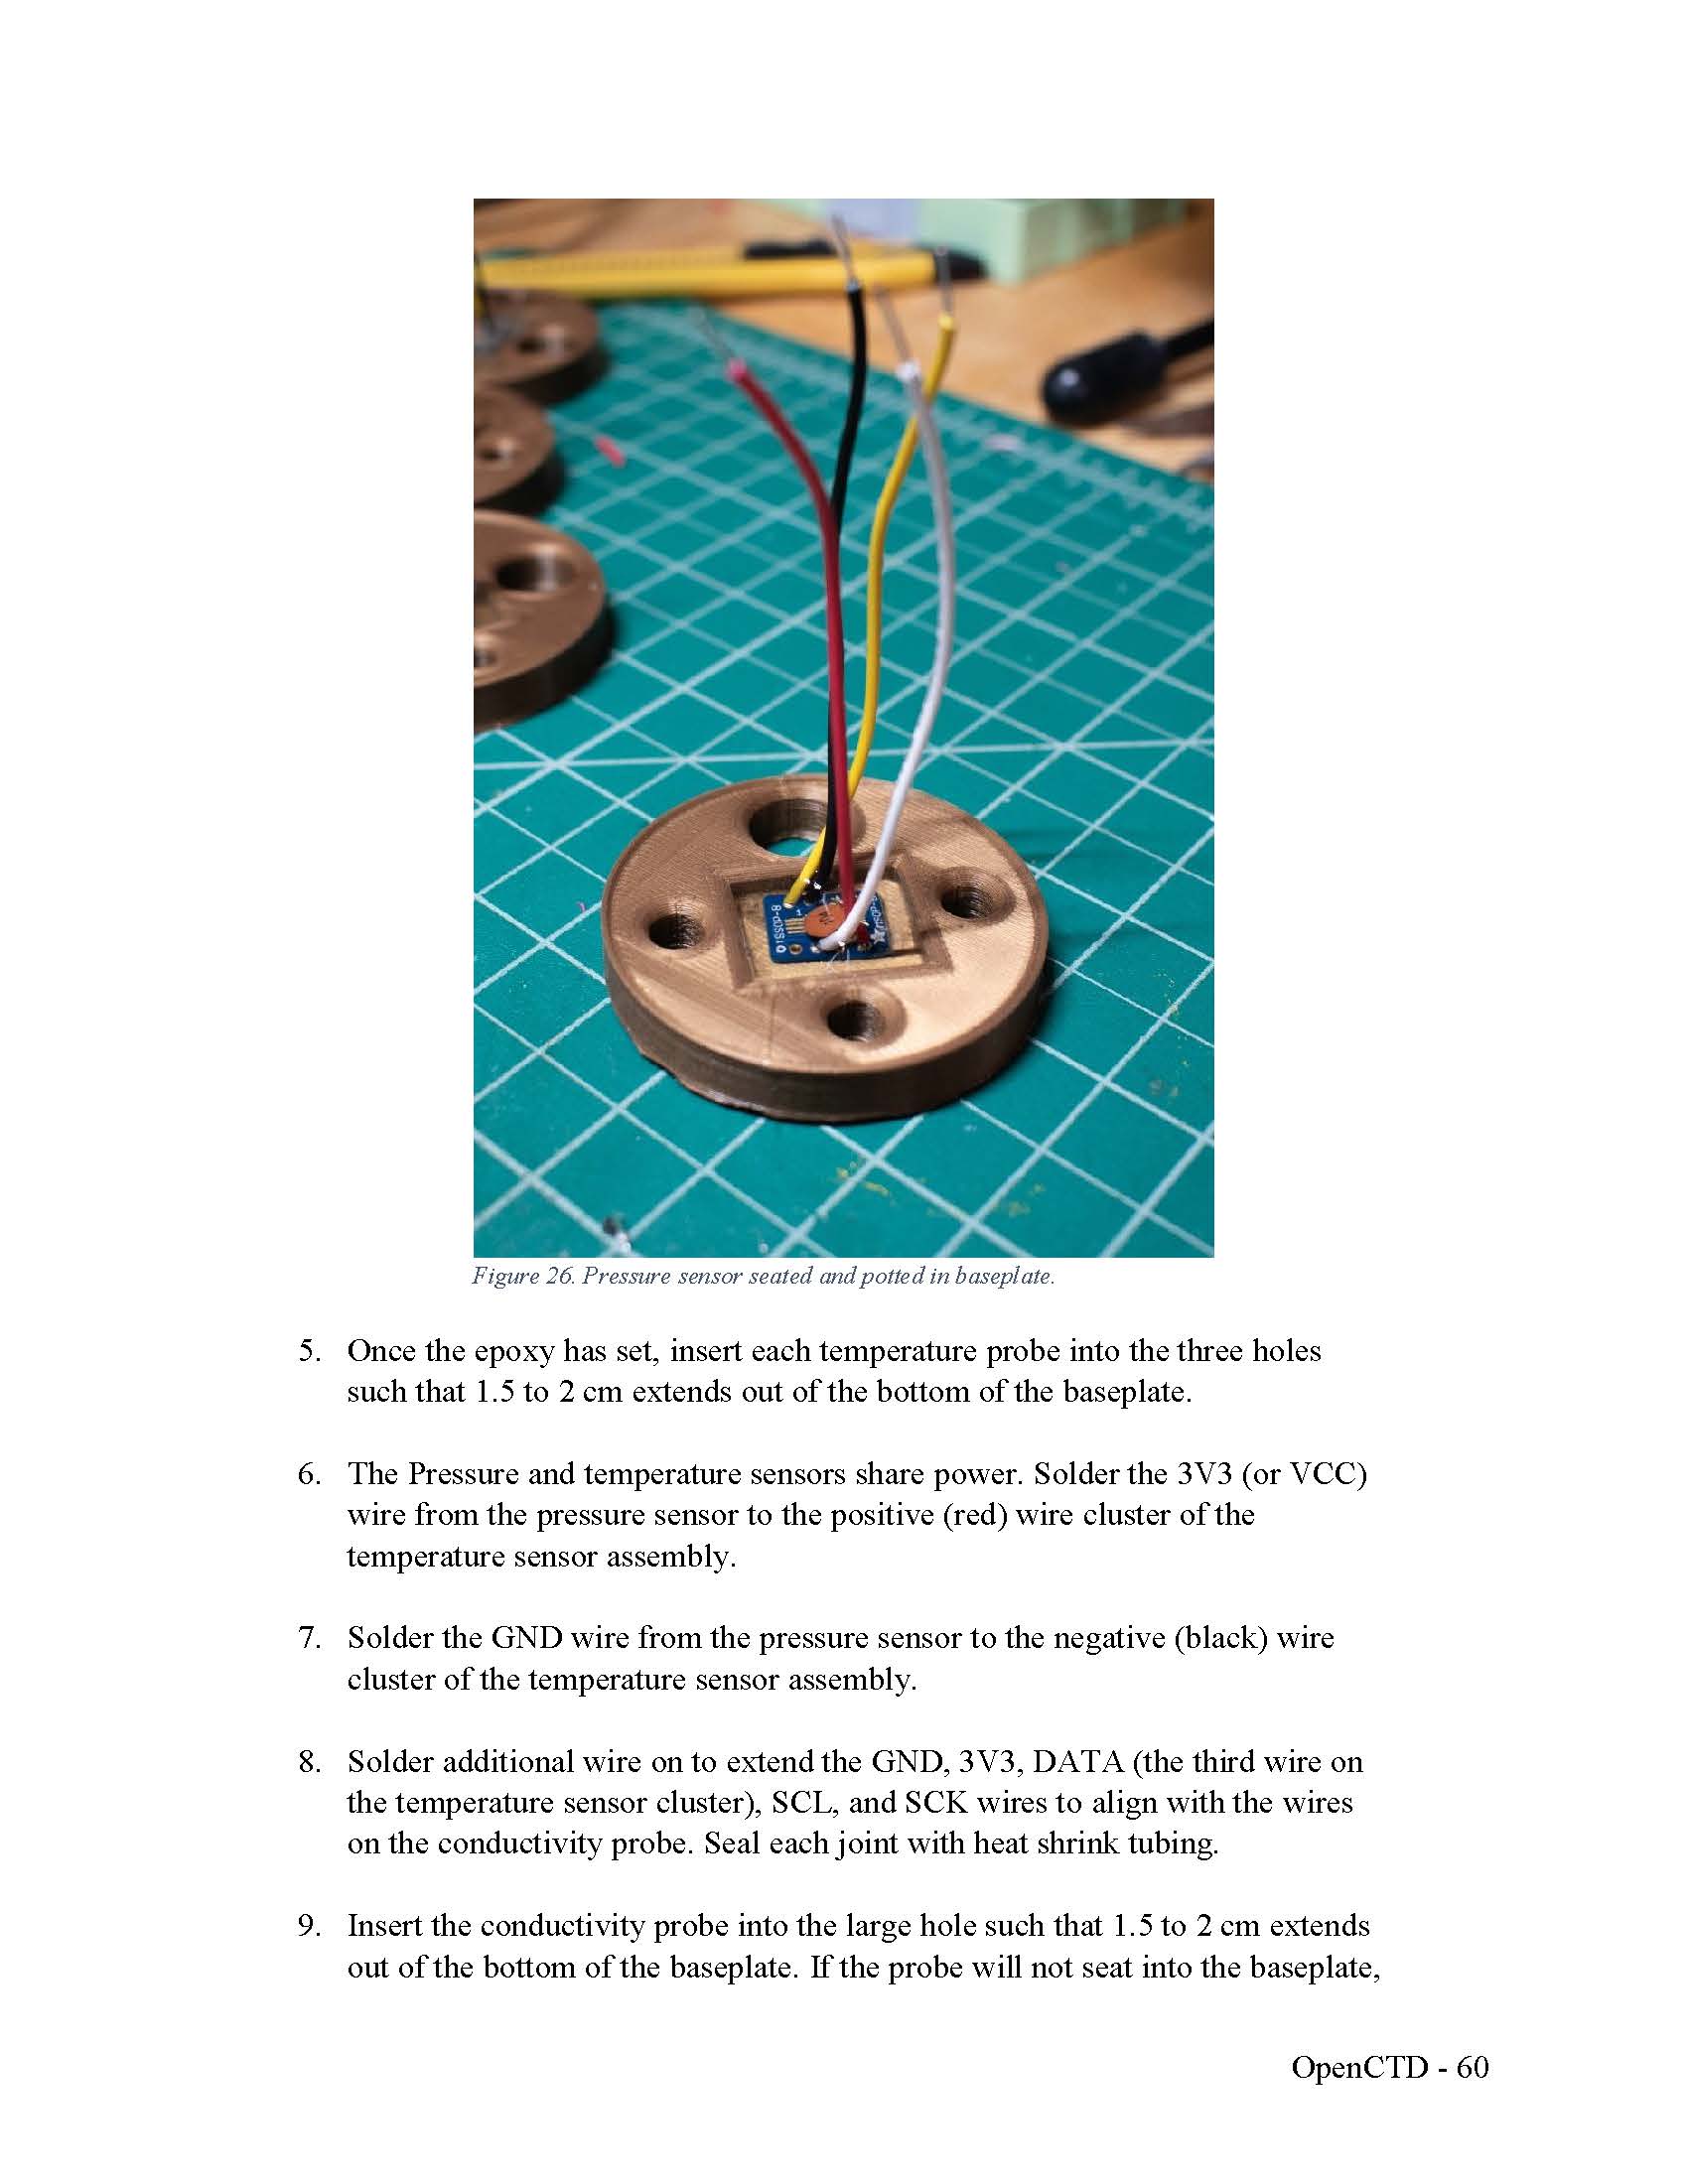 8-dOSSTQ
1
Figure 26. Pressure sensor seated and potted in baseplate.
5. Once the epoxy has set, insert each temperature probe into the three holes
such that 1.5 to 2 cm extends out of the bottom of the baseplate.
6. The Pressure and temperature sensors share power. Solder the 3V3 (or VCC)
wire from the pressure sensor to the positive (red) wire cluster of the
temperature sensor assembly.
7. Solder the GND wire from the pressure sensor to the negative (black) wire
cluster of the temperature sensor assembly.
8. Solder additional wire on to extend the GND, 3V3, DATA (the third wire on
the temperature sensor cluster), SCL, and SCK wires to align with the wires
on the conductivity probe. Seal each joint with heat shrink tubing.
9. Insert the conductivity probe into the large hole such that 1.5 to 2 cm extends
out of the bottom of the baseplate. If the probe will not seat into the baseplate,
OpenCTD - 60